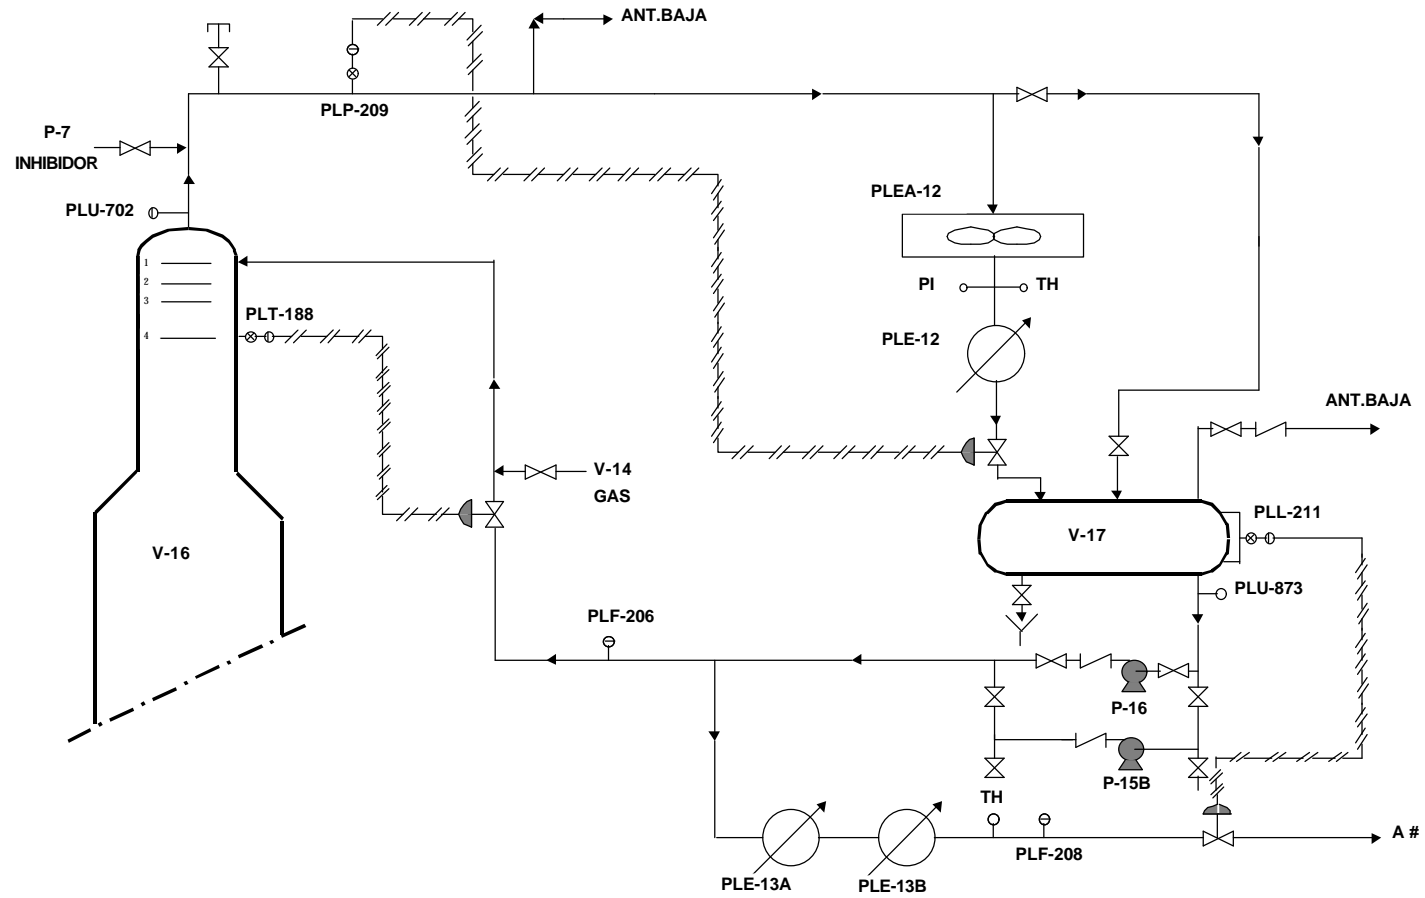 ANT.BAJA
PLP-209
P-7
INHIBIDOR
PLEA-12
PLU-702
1
2
3
4
PI
TH
PLT-188
PLE-12
ANT.BAJA
V-14
GAS
PLL-211
V-17
V-16
PLU-873
PLF-206
P-16
P-15B
TH
A #
PLF-208
PLE-13A
PLE-13B